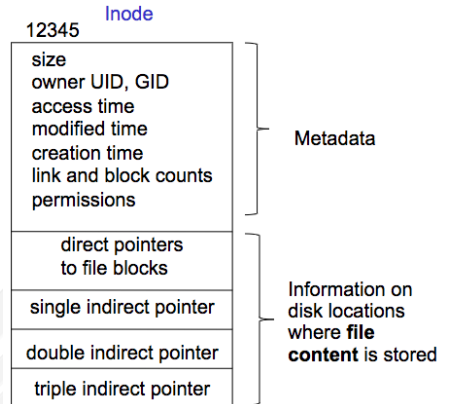 Inode
12345
size
owner UID, GID
access time
modified time
creation time
link and block counts
permissions
Metadata
direct pointers
to file blocks
single indirect pointer
double indirect pointer
triple indirect pointer
Information on
disk locations
where file
content is stored